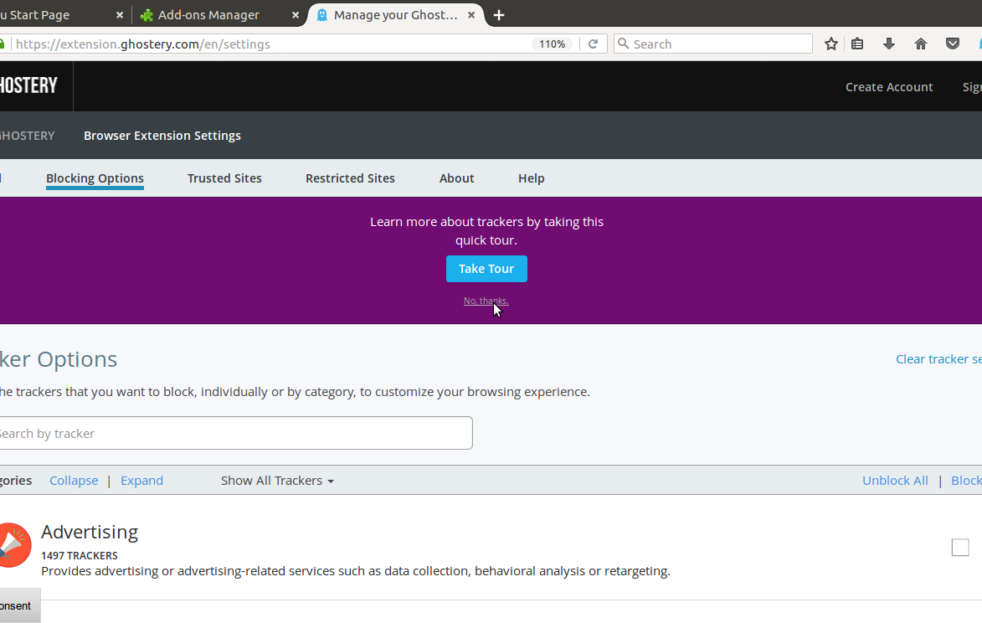 u Start Page
Add-ons Manager
Manage your Ghost...
https://extension.ghostery.com/en/settings
110%
Search
HOSTERY
Create Account
Sig
GHOSTERY
Browser Extension Settings
Blocking Options
Trusted Sites
Restricted Sites
About
Help
Learn more about trackers by taking this
quick tour.
Take Tour
No, thanks.
ker Options
Clear tracker se
he trackers that you want to block, individually or by category, to customize your browsing experience.
Search by tracker
gories
Collapse | Expand
Show All Trackers
Unblock All | Block
Advertising
1497 TRACKERS
Provides advertising or advertising-related services such as data collection, behavioral analysis or retargeting.
onsent